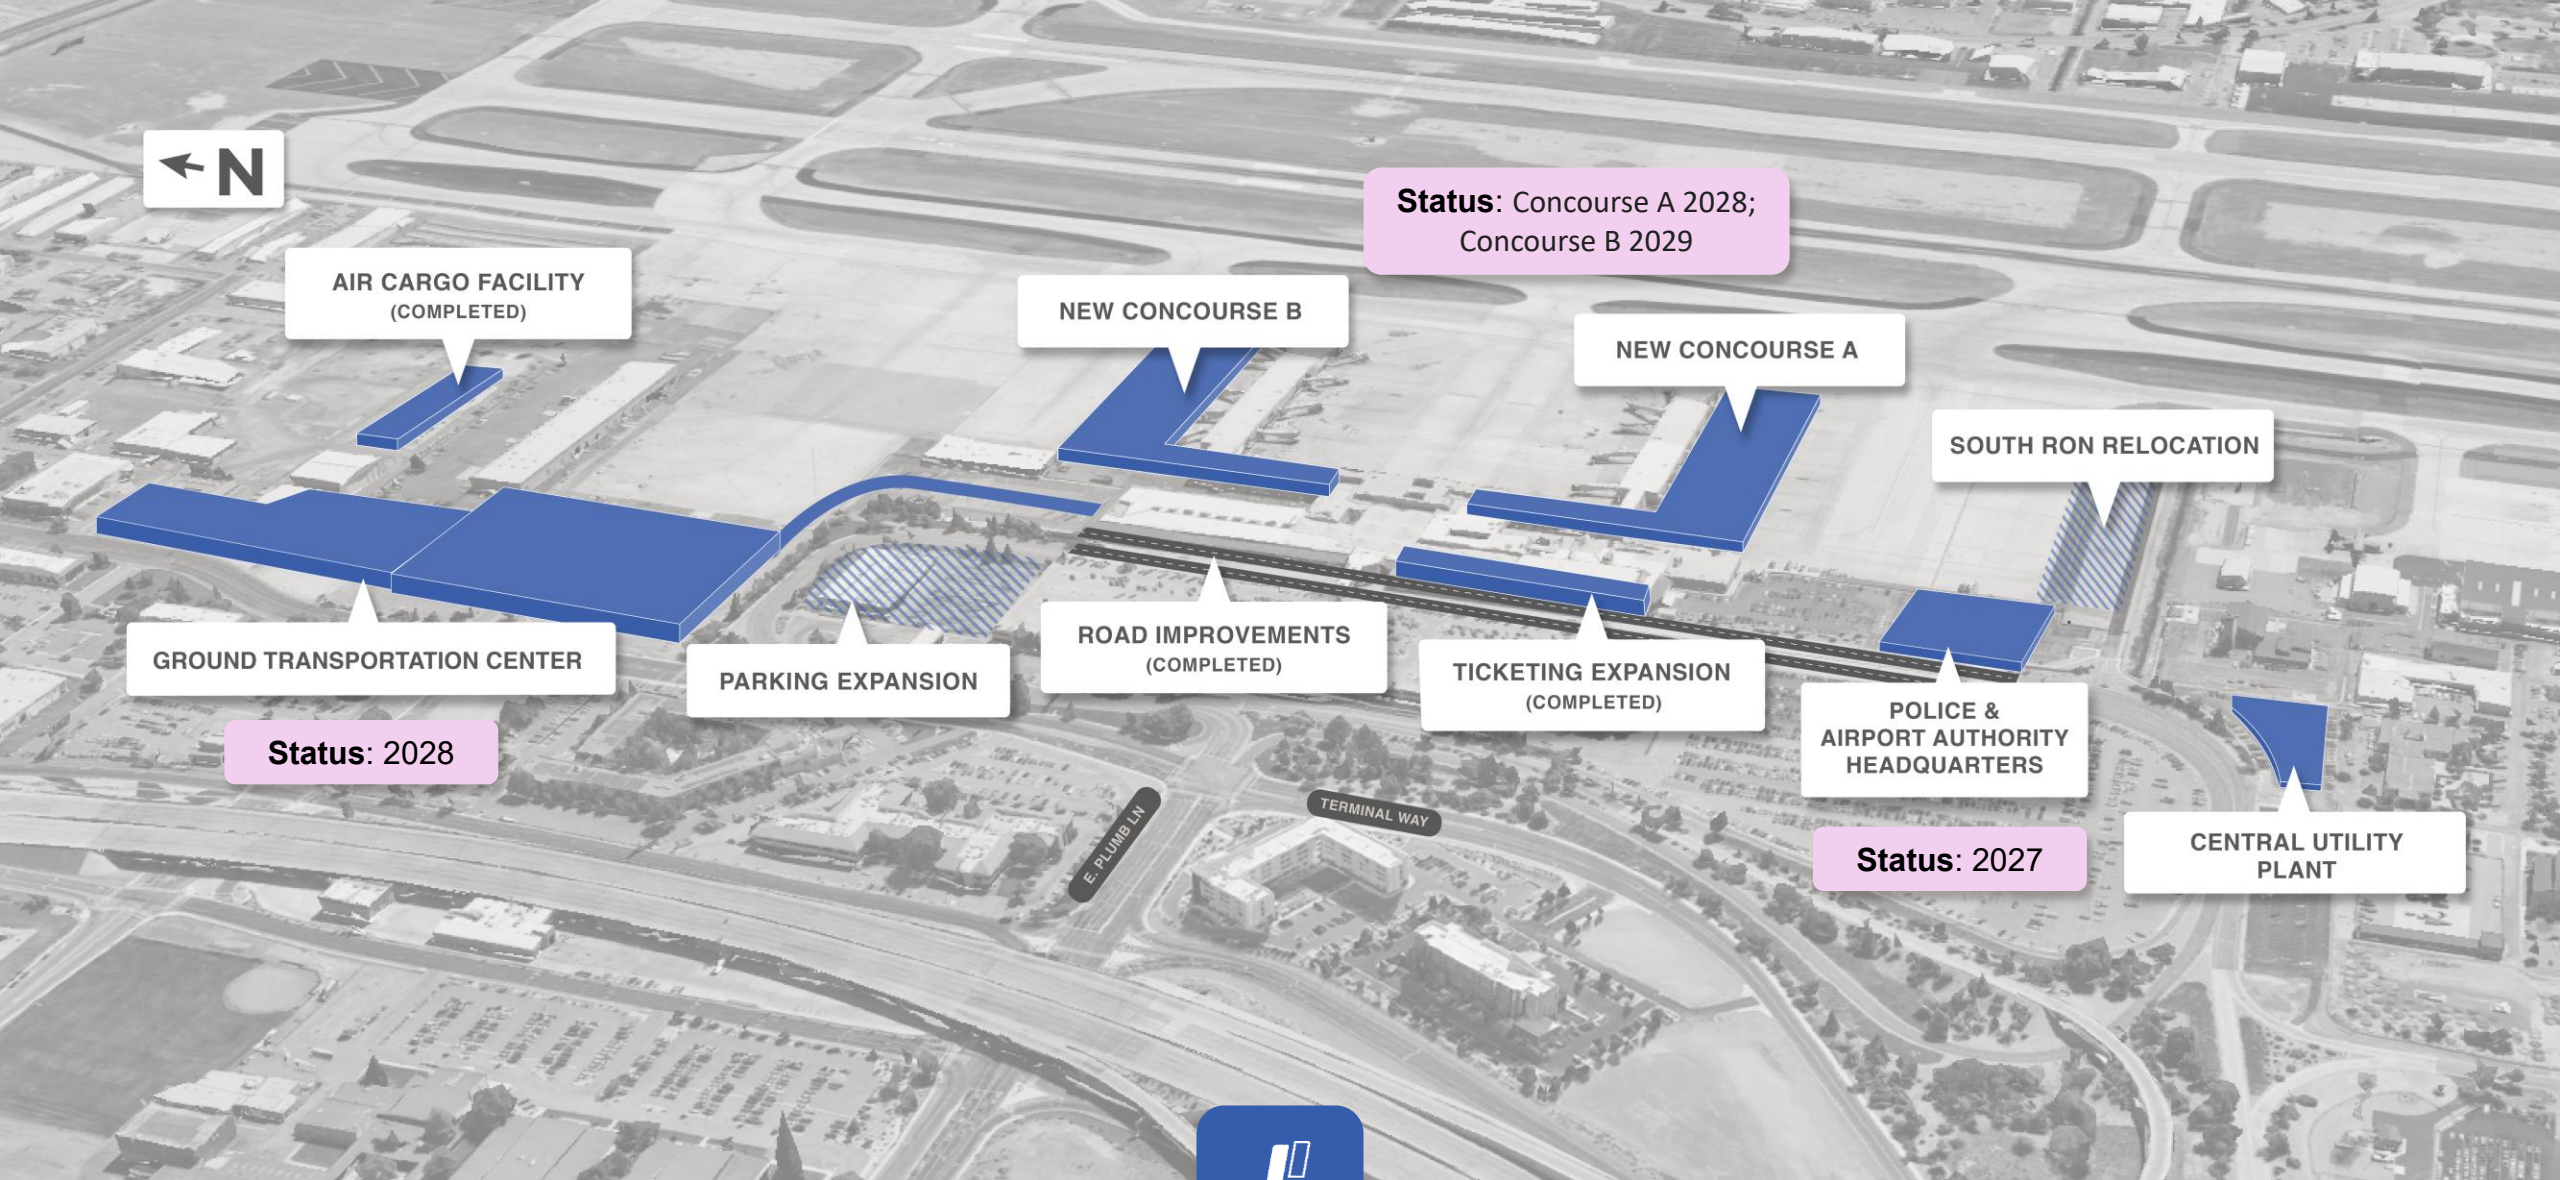 N
Status: Concourse A 2028;
Concourse B 2029
AIR CARGO FACILITY
(COMPLETED)
NEW CONCOURSE B
NEW CONCOURSE A
SOUTH RON RELOCATION
GROUND TRANSPORTATION CENTER
Status: 2028
PARKING EXPANSION
ROAD IMPROVEMENTS
(COMPLETED)
TICKETING EXPANSION
(COMPLETED)
POLICE &
AIRPORT AUTHORITY
HEADQUARTERS
Status: 2027
CENTRAL UTILITY
PLANT
E. PLUMB LN
TERMINAL WAY